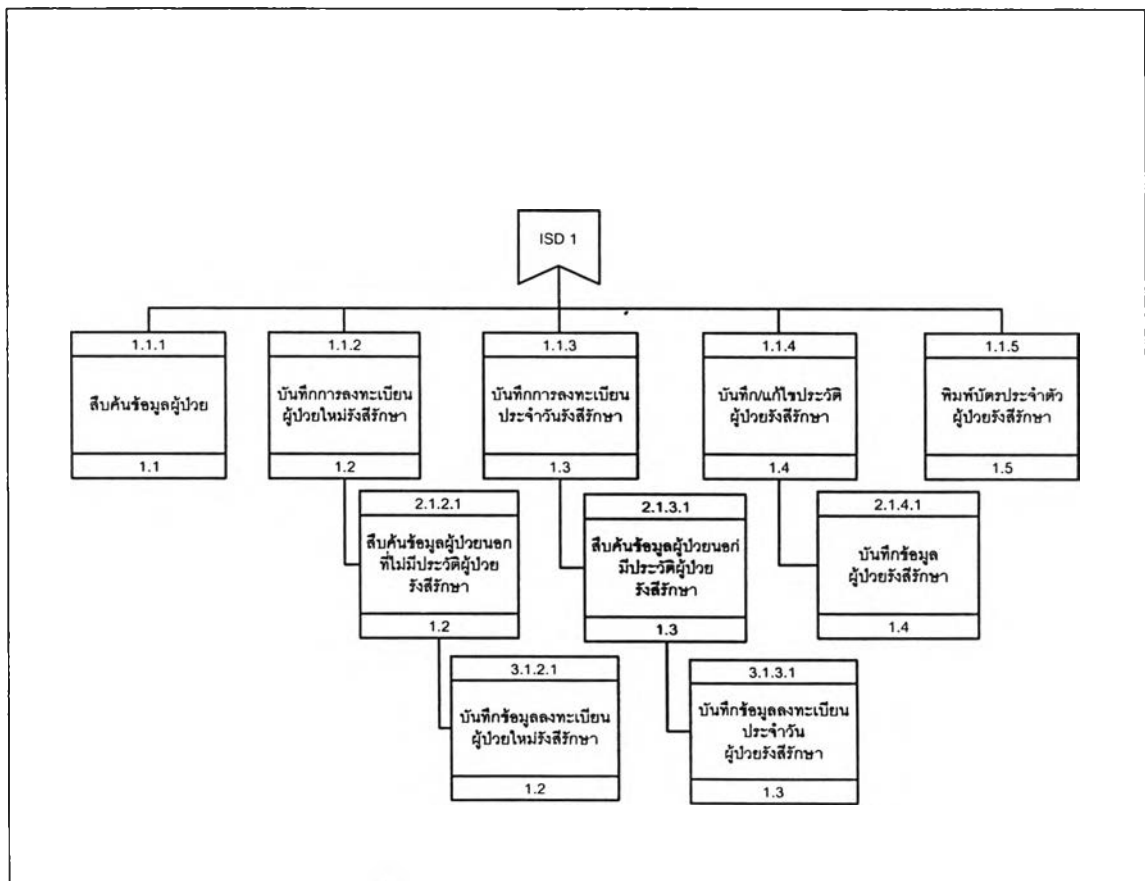 ISD 1
1.1.1
สืบค้นข้อมูลผู้ป่วย
1.1
1.1.2
บันทึกการลงทะเบียน
ผู้ป่วยใหม่รังสีรักษา
1.2
1.1.3
บันทึกการลงทะเบียน
ประจำวันรังสีรักษา
1.3
1.1.4
บันทึก/แก้ไขประวัติ
ผู้ป่วยรังสีรักษา
1.4
1.1.5
พิมพ์บัตรประจำตัว
ผู้ป่วยรังสีรักษา
1.5
2.1.2.1
สืบค้นข้อมูลผู้ป่วยนอก
ที่ไม่มีประวัติผู้ป่วย
รังสีรักษา
1.2
2.1.3.1
สืบค้นข้อมูลผู้ป่วยนอก่
มีประวัติผู้ป่วย
รังสีรักษา
1.3
2.1.4.1
บันทึกข้อมูล
ผู้ป่วยรังสีรักษา
1.4
3.1.2.1
บันทึกข้อมูลลงทะเบียน
ผู้ป่วยใหม่รังสีรักษา
1.2
3.1.3.1
บันทึกข้อมูลลงทะเบียน
ประจำวัน
ผู้ป่วยรังสีรักษา
1.3